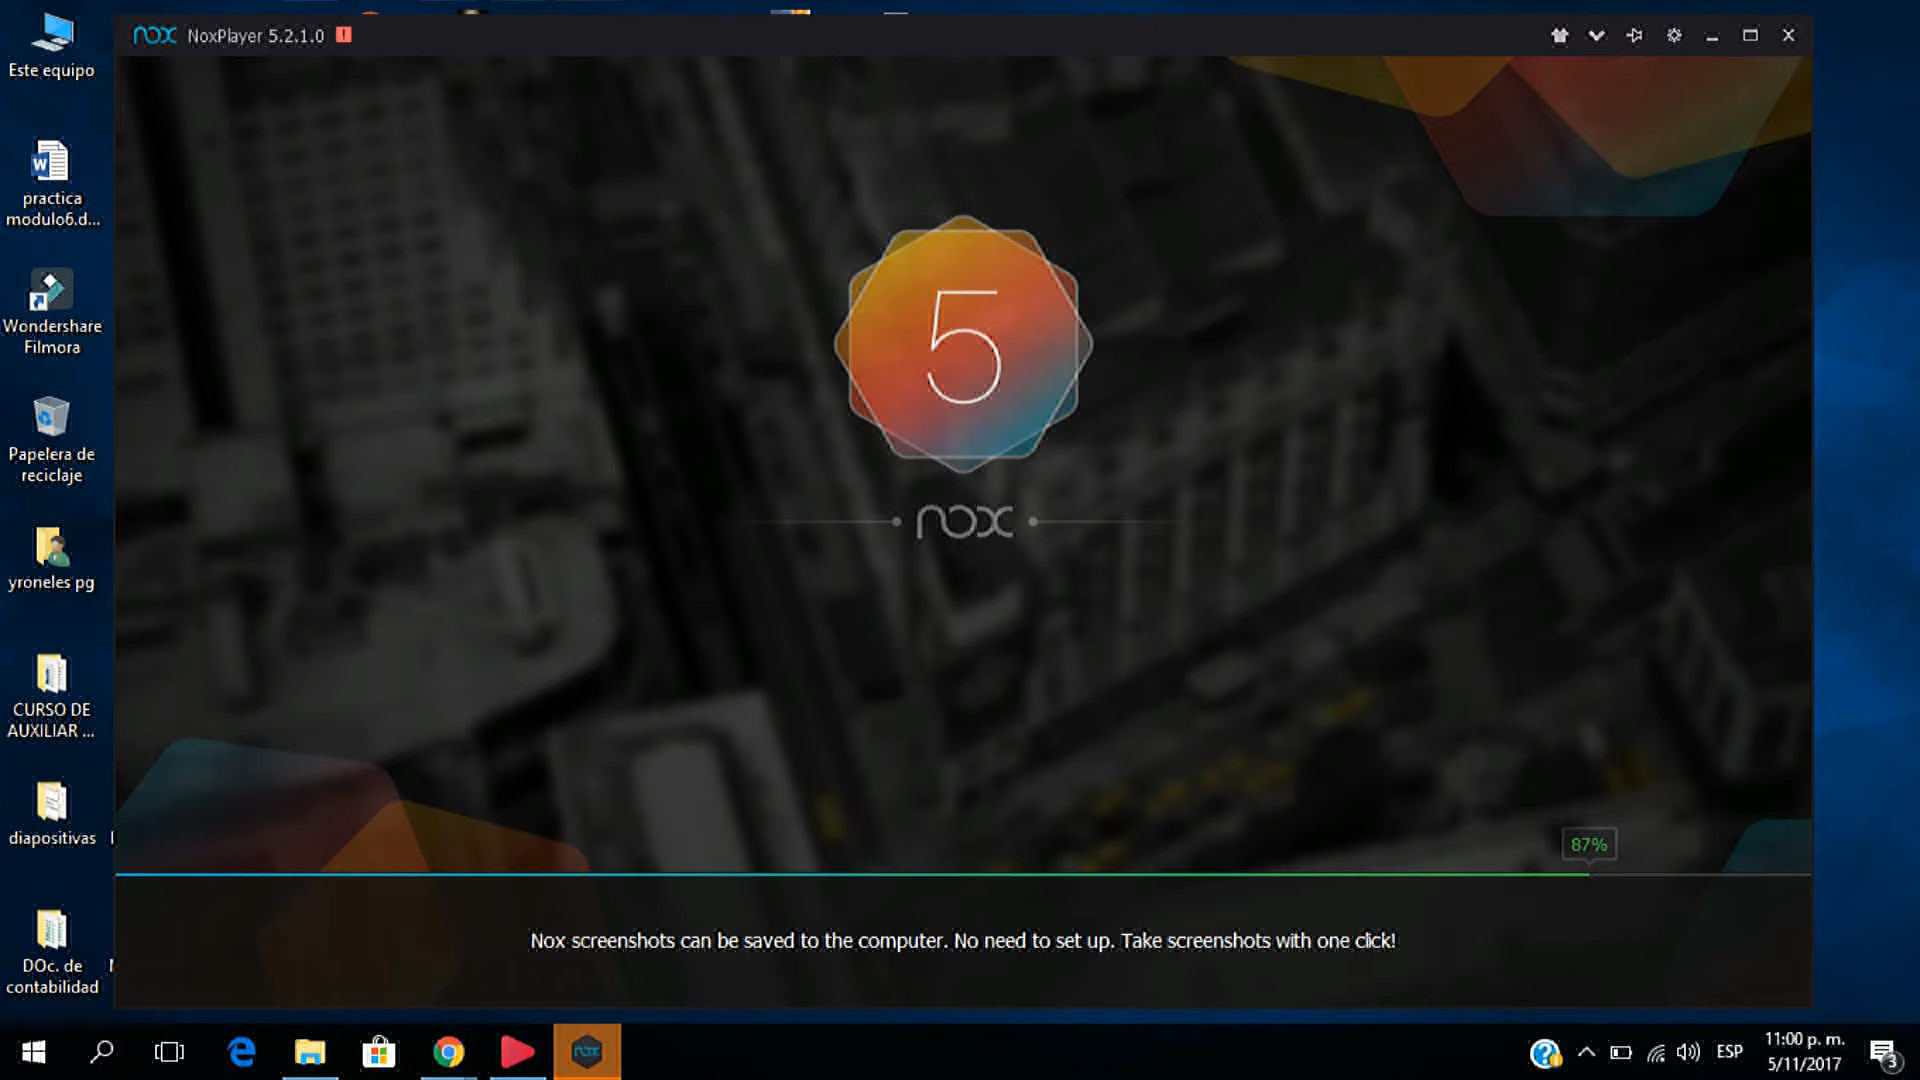 nox NoxPlayer 5.2.1.0 !
Este equipo
practica
modulo6.d...
Wondershare
Filmora
Papelera de
reciclaje
yroneles pg
CURSO DE
AUXILIAR ...
diapositivas
DOc. de
contabilidad
5
nox
87%
Nox screenshots can be saved to the computer. No need to set up. Take screenshots with one click!
nox
ESP
11:00 p. m.
5/11/2017
3